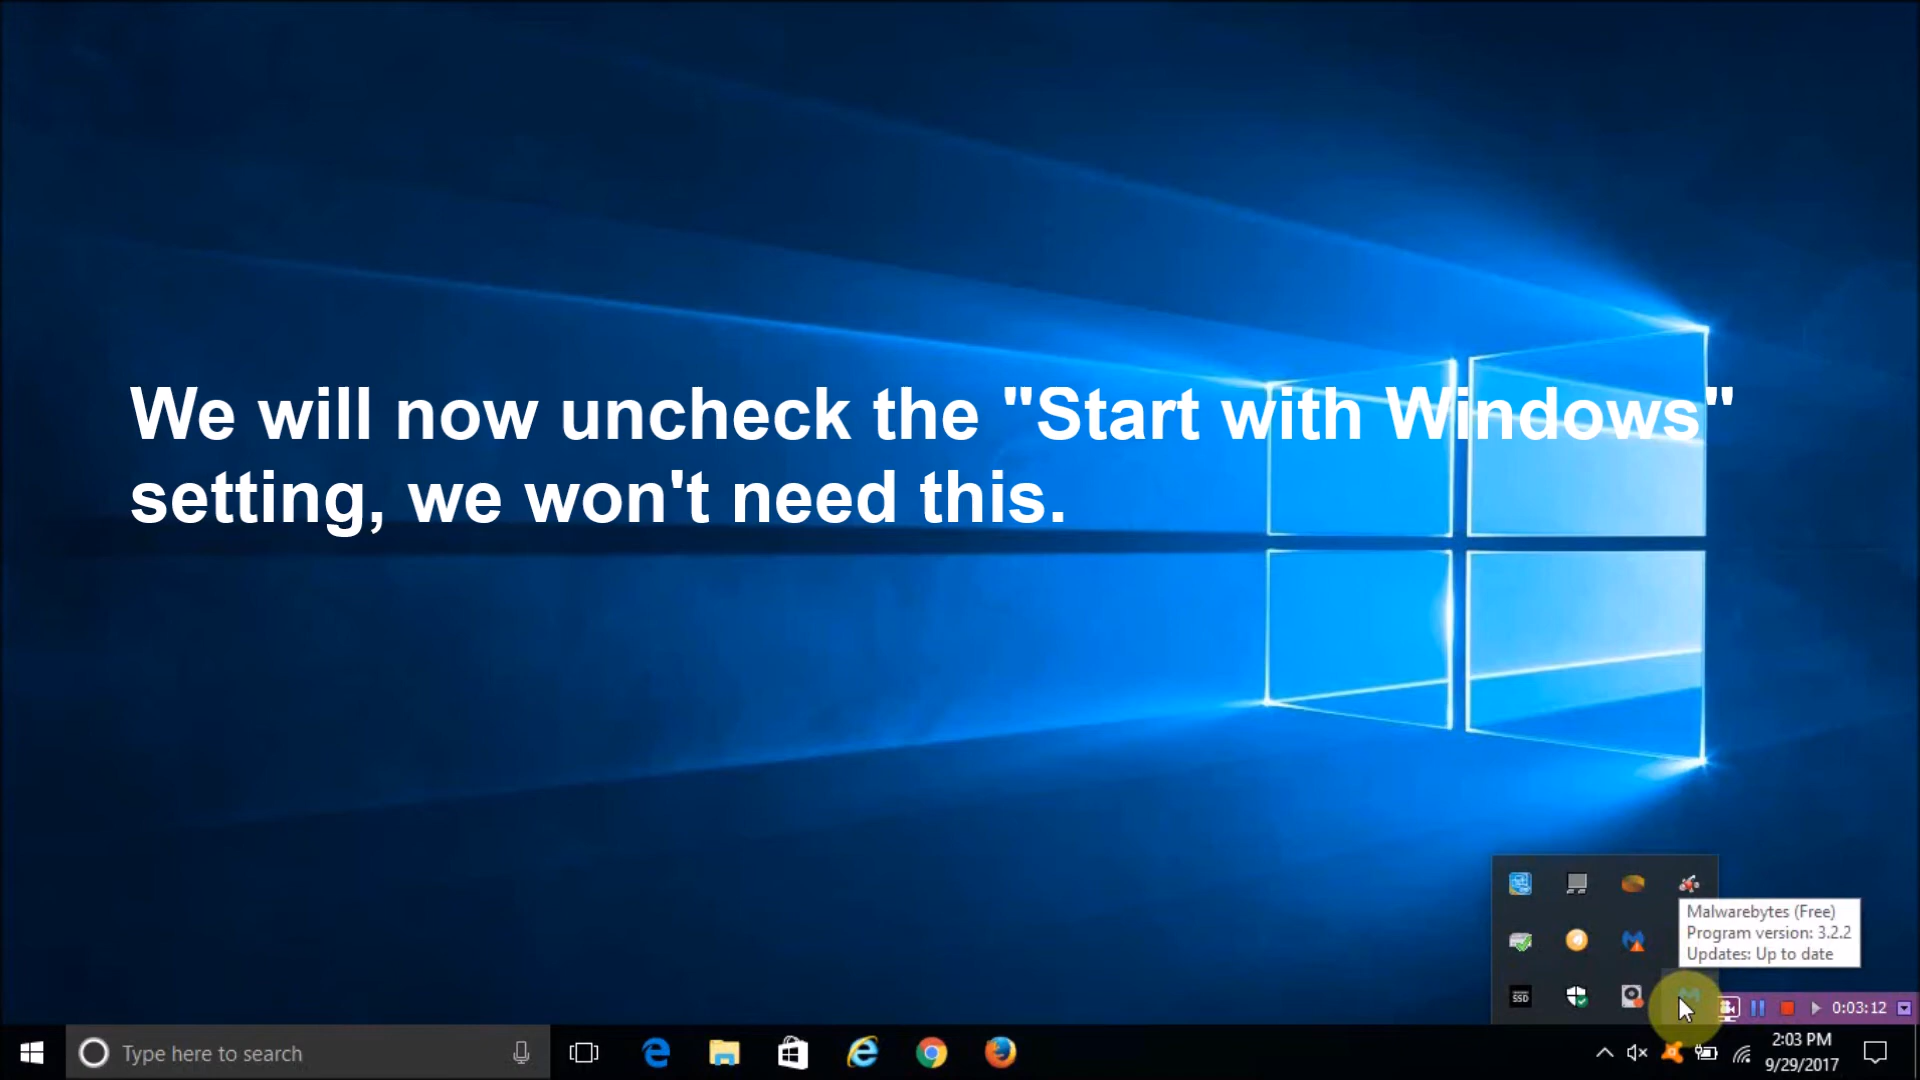 We will now uncheck the "Start with Windows"
setting, we won't need this.
Malwarebytes (Free)
Program version: 3.2.2
Updates: Up to date
SSD
0:03:12
Type here to search
2:03 PM
9/29/2017